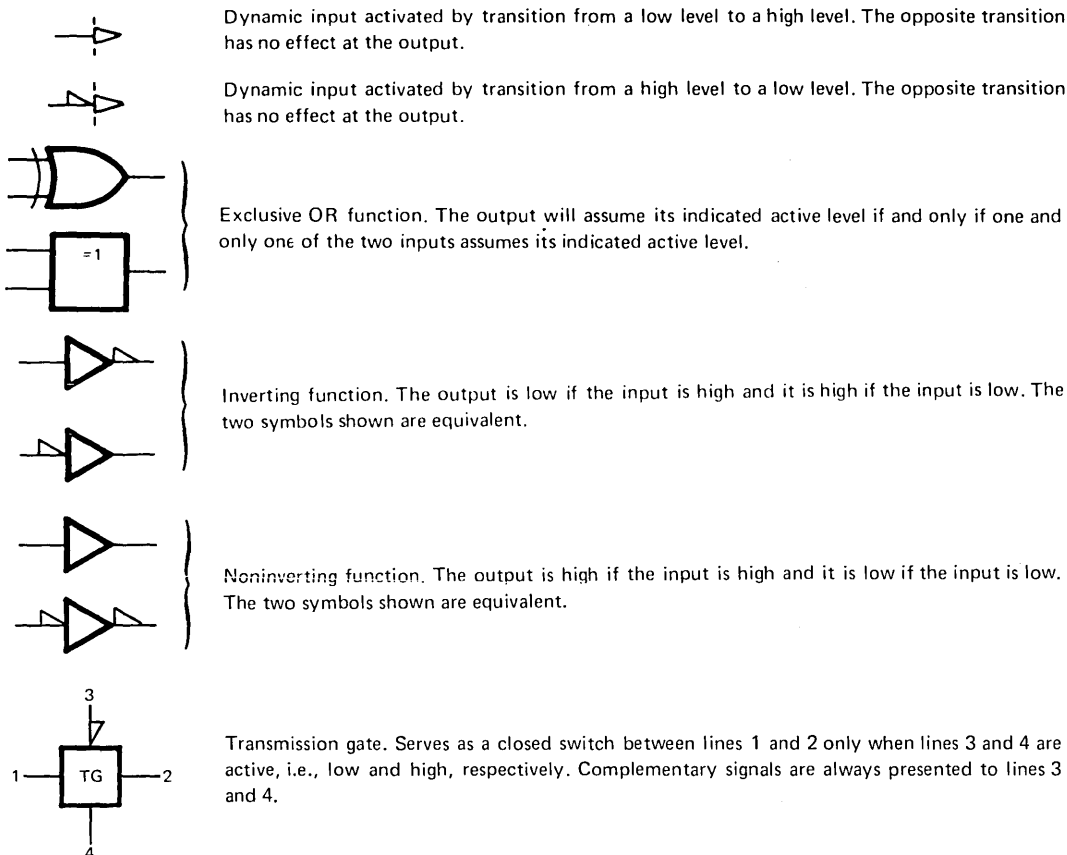 Dynamic input activated by transition from a low level to a high level. The opposite transition
has no effect at the output.
Dynamic input activated by transition from a high level to a low level. The opposite transition
has no effect at the output.
Exclusive OR function. The output will assume its indicated active level if and only if one and
only one of the two inputs assumes its indicated active level.
=1
Inverting function. The output is low if the input is high and it is high if the input is low. The
two symbols shown are equivalent.
Noninverting function. The output is high if the input is high and it is low if the input is low.
The two symbols shown are equivalent.
3
Transmission gate. Serves as a closed switch between lines 1 and 2 only when lines 3 and 4 are
active, i.e., low and high, respectively. Complementary signals are always presented to lines 3
and 4.
1 TG 2
4